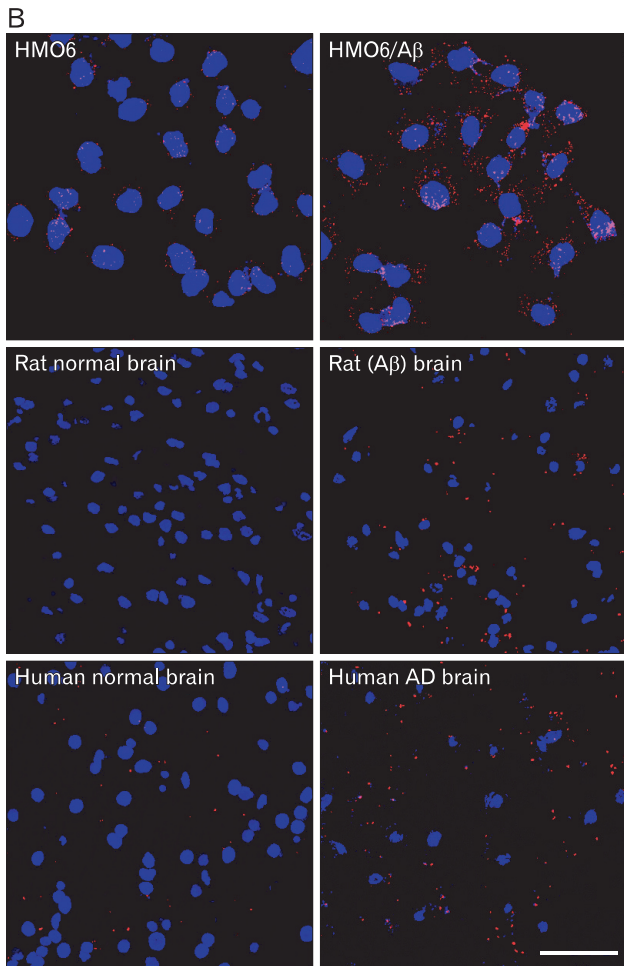 B
HMO6
HMO6/Aβ
Rat normal brain
Rat (Aβ) brain
Human normal brain
Human AD brain